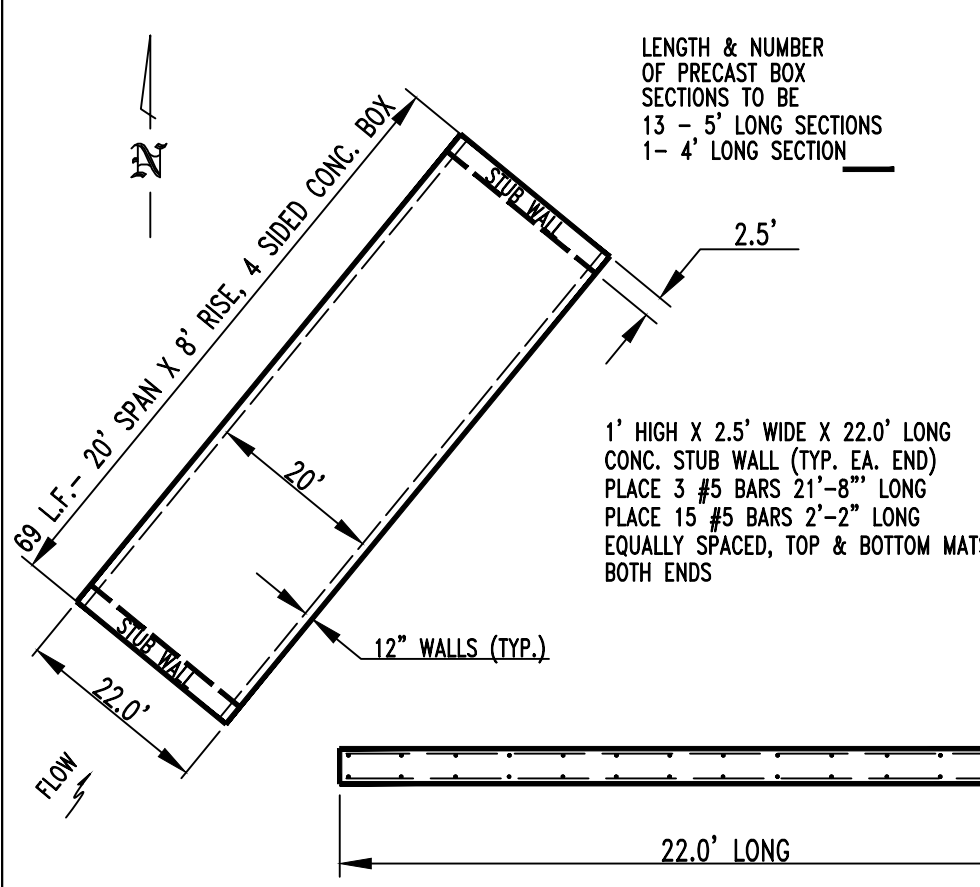 LENGTH & NUMBER
OF PRECAST BOX
SECTIONS TO BE
13 - 5' LONG SECTIONS
1- 4' LONG SECTION
N
69 L.F.- 20' SPAN X 8' RISE, 4 SIDED CONC. BOX
STUB WALL
2.5'
20'
1' HIGH X 2.5' WIDE X 22.0' LONG
CONC. STUB WALL (TYP. EA. END)
PLACE 3 #5 BARS 21'-8"' LONG
PLACE 15 #5 BARS 2'-2" LONG
EQUALLY SPACED, TOP & BOTTOM MATS
BOTH ENDS
12" WALLS (TYP.)
STUB WALL
22.0'
FLOW
22.0' LONG